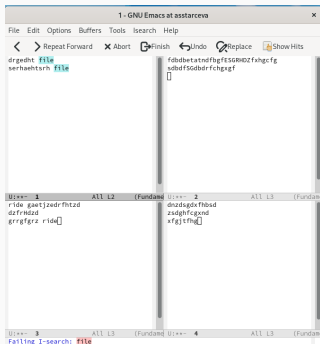 1 - GNU Emacs at asstarceva
File Edit Options Buffers Tools Isearch Help
Repeat Forward Abort Finish Undo Replace Show Hits
drgedht file
serhaehtsrh file
U:**- 1 All L2 (Fundame
fdbdbetatndfbgfESGRHDZfxhgcfg
sdbdfSGdbdrfchgxgf
U:**- 2 All L3 (Fundam
ride gaetjzedrfhtzd
dzfrHdzd
grrgfgrz ride
U:**- 3 All L3 (Fundame
dnzdsgdxfhbsd
zsdghfcgxnd
xfgjtfhg
U:**- 4 All L3 (Fundam
Failing I-search: file